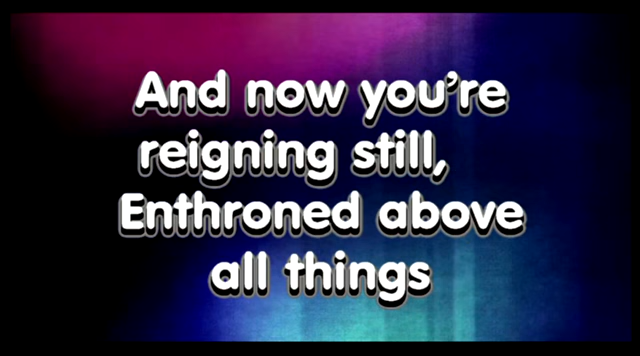 And now you’re
reigning still,
Enthroned above
all things